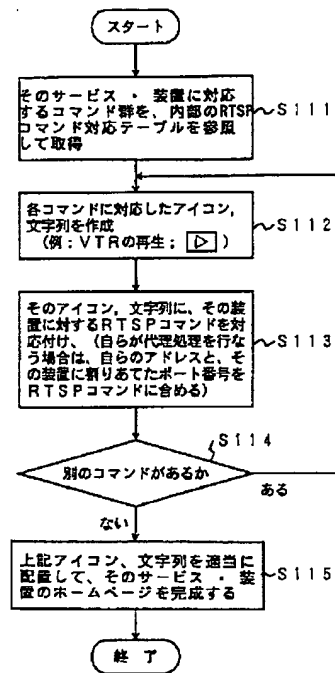 スタート
そのサービス・装置に対応
するコマンド群を、内部のRTSP
コマンド対応テーブルを参照
して取得
S111
各コマンドに対応したアイコン,
文字列を作成
(例;VTRの再生; ▷ )
S112
そのアイコン,文字列に、その装
置に対するRTSPコマンドを対
応付け、(自らが代理処理を行な
う場合は、自らのアドレスと、そ
の装置に割りあてたポート番号を
RTSPコマンドに含める)
S113
S114
別のコマンドがあるか
ある
ない
上記アイコン、文字列を適当に
配置して、そのサービス・装
置のホームページを完成する
S115
終了